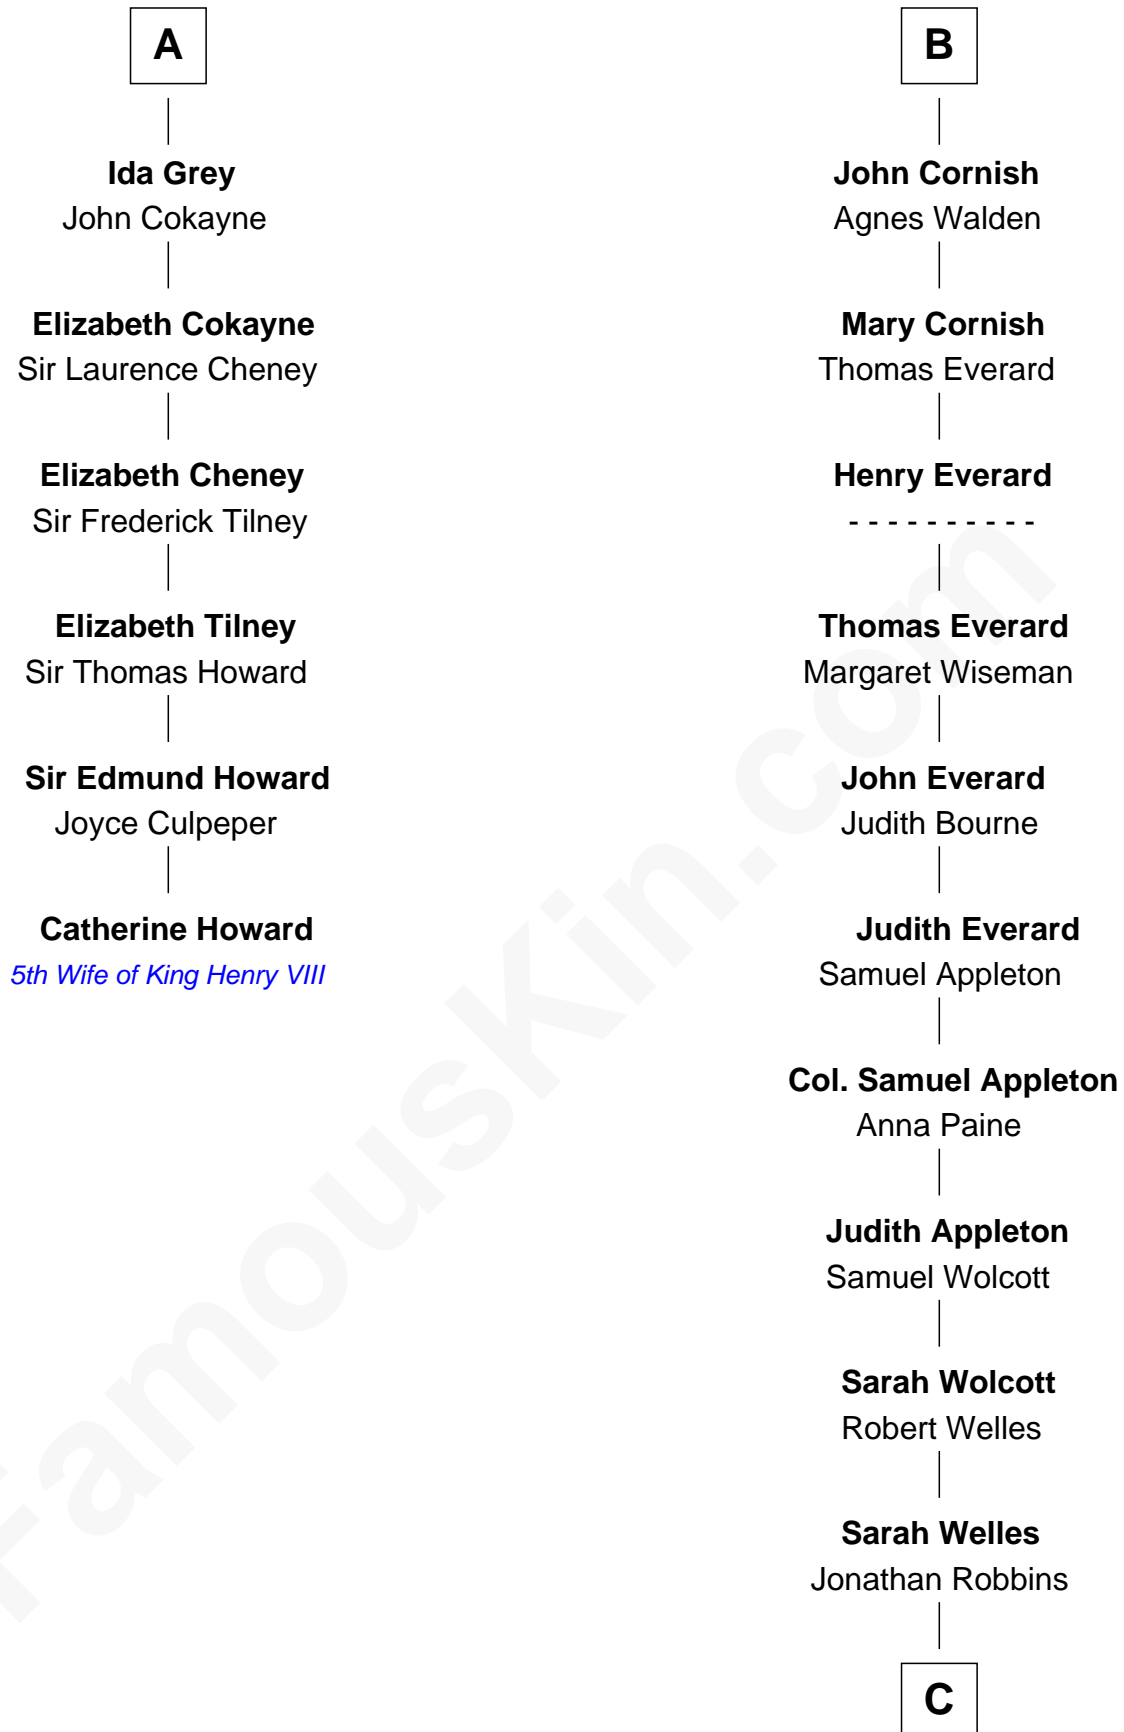 A
Ida Grey
John Cokayne
Elizabeth Cokayne
Sir Laurence Cheney
Elizabeth Cheney
Sir Frederick Tilney
Elizabeth Tilney
Sir Thomas Howard
Sir Edmund Howard
Joyce Culpeper
Catherine Howard
5th Wife of King Henry VIII
B
John Cornish
Agnes Walden
Mary Cornish
Thomas Everard
Henry Everard
- - - - - - - - - -
Thomas Everard
Margaret Wiseman
John Everard
Judith Bourne
Judith Everard
Samuel Appleton
Col. Samuel Appleton
Anna Paine
Judith Appleton
Samuel Wolcott
Sarah Wolcott
Robert Welles
Sarah Welles
Jonathan Robbins
C
FamousKin.com